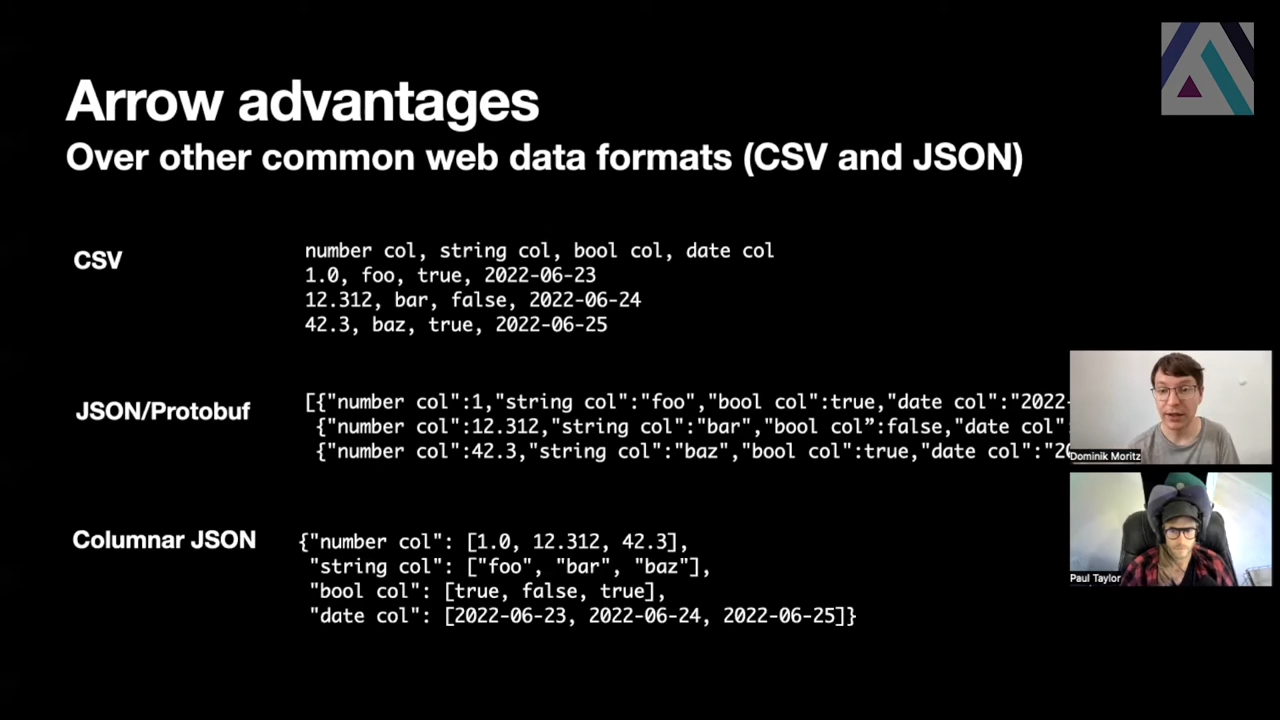 Arrow advantages
Over other common web data formats (CSV and JSON)
CSV
number col, string col, bool col, date col
1.0, foo, true, 2022-06-23
12.312, bar, false, 2022-06-24
42.3, baz, true, 2022-06-25
JSON/Protobuf
[{"number col":1,"string col":"foo","bool col":true,"date col":"2022-
{"number col":12.312,"string col":"bar","bool col”:false,"date col"
{"number col":42.3,"string col":"baz","bool col":true,"date col":"20
Columnar JSON
{"number col": [1.0, 12.312, 42.3],
"string col": ["foo", "bar", "baz"],
"bool col": [true, false, true],
"date col": [2022-06-23, 2022-06-24, 2022-06-25]}
Dominik Moritz
Paul Taylor